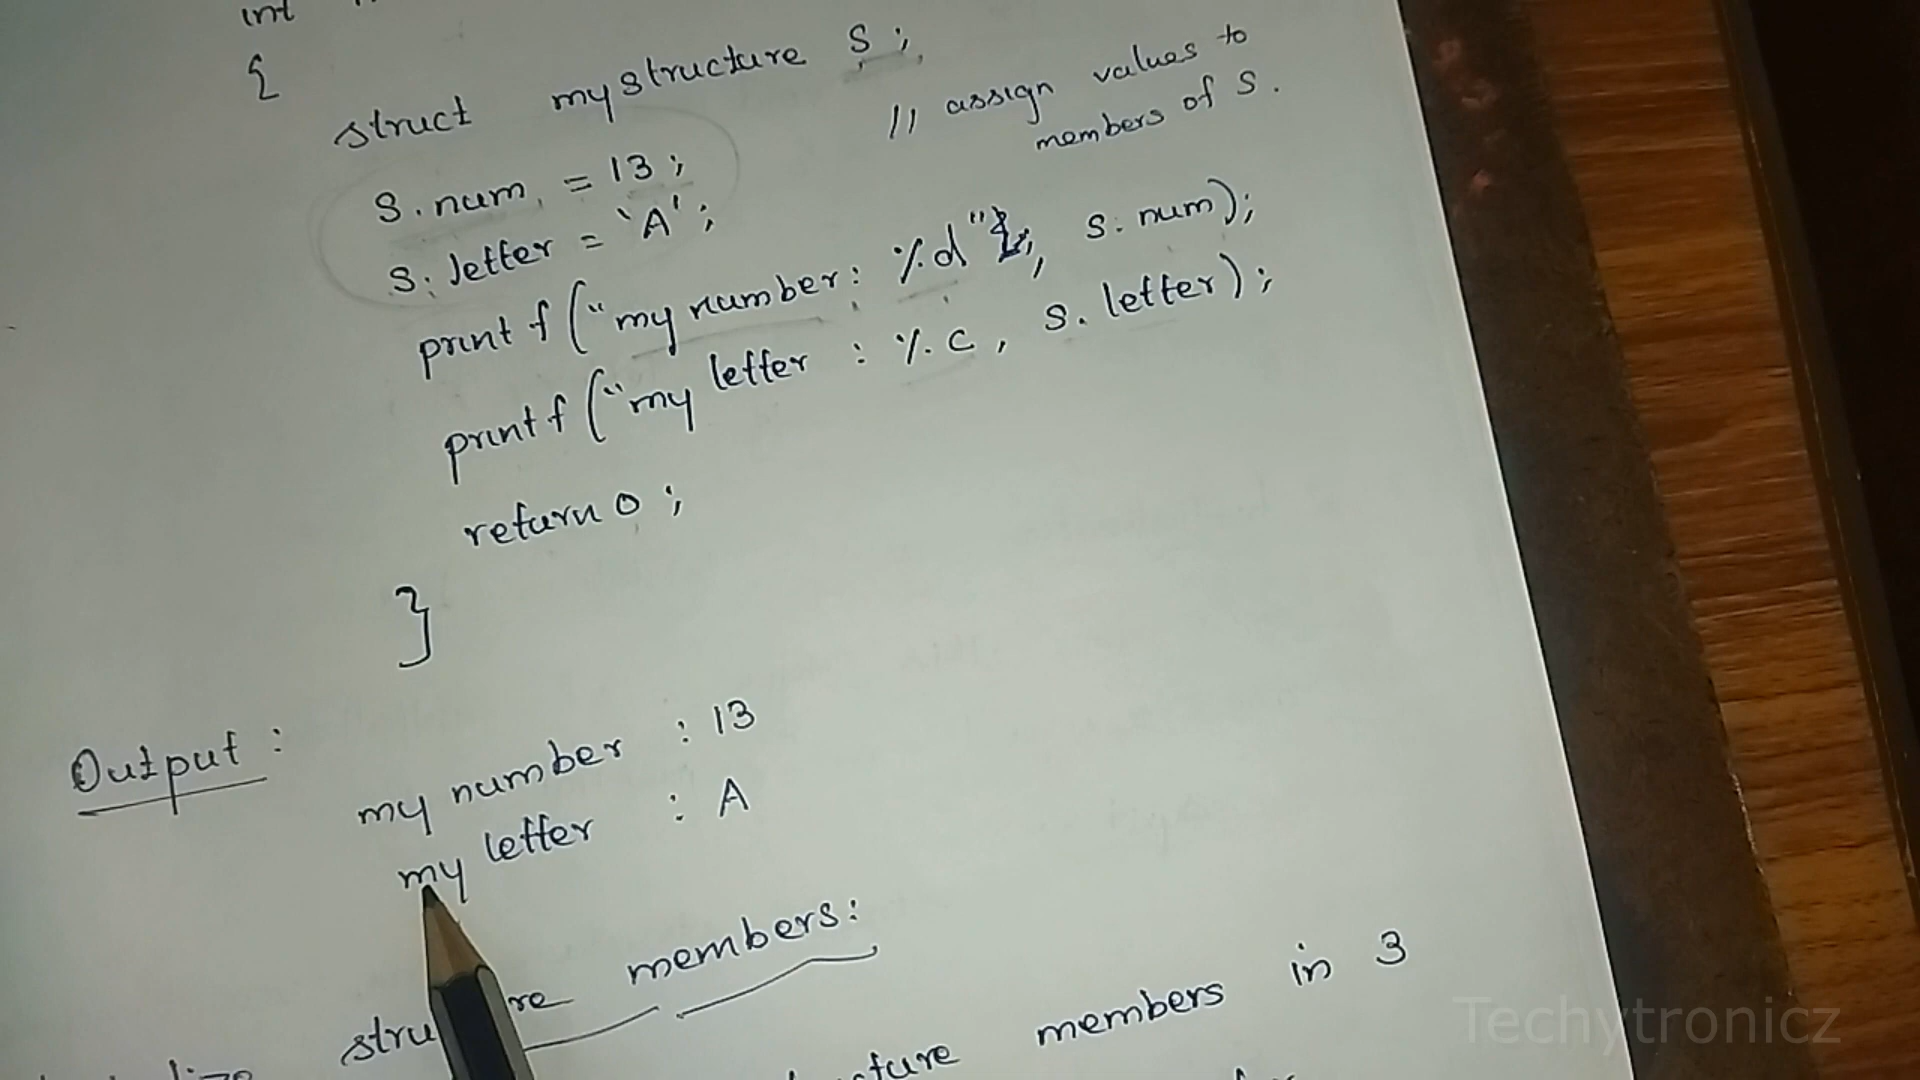 int
{
struct mystructure S;
// assign values to
members of S.
S.num = 13;
S.letter = 'A';
printf ("my number: %d", s.num);
printf ("my letter : %c, s.letter);
return 0;
}
Output :
my number : 13
my letter : A
members:
members in 3
Techytronicz